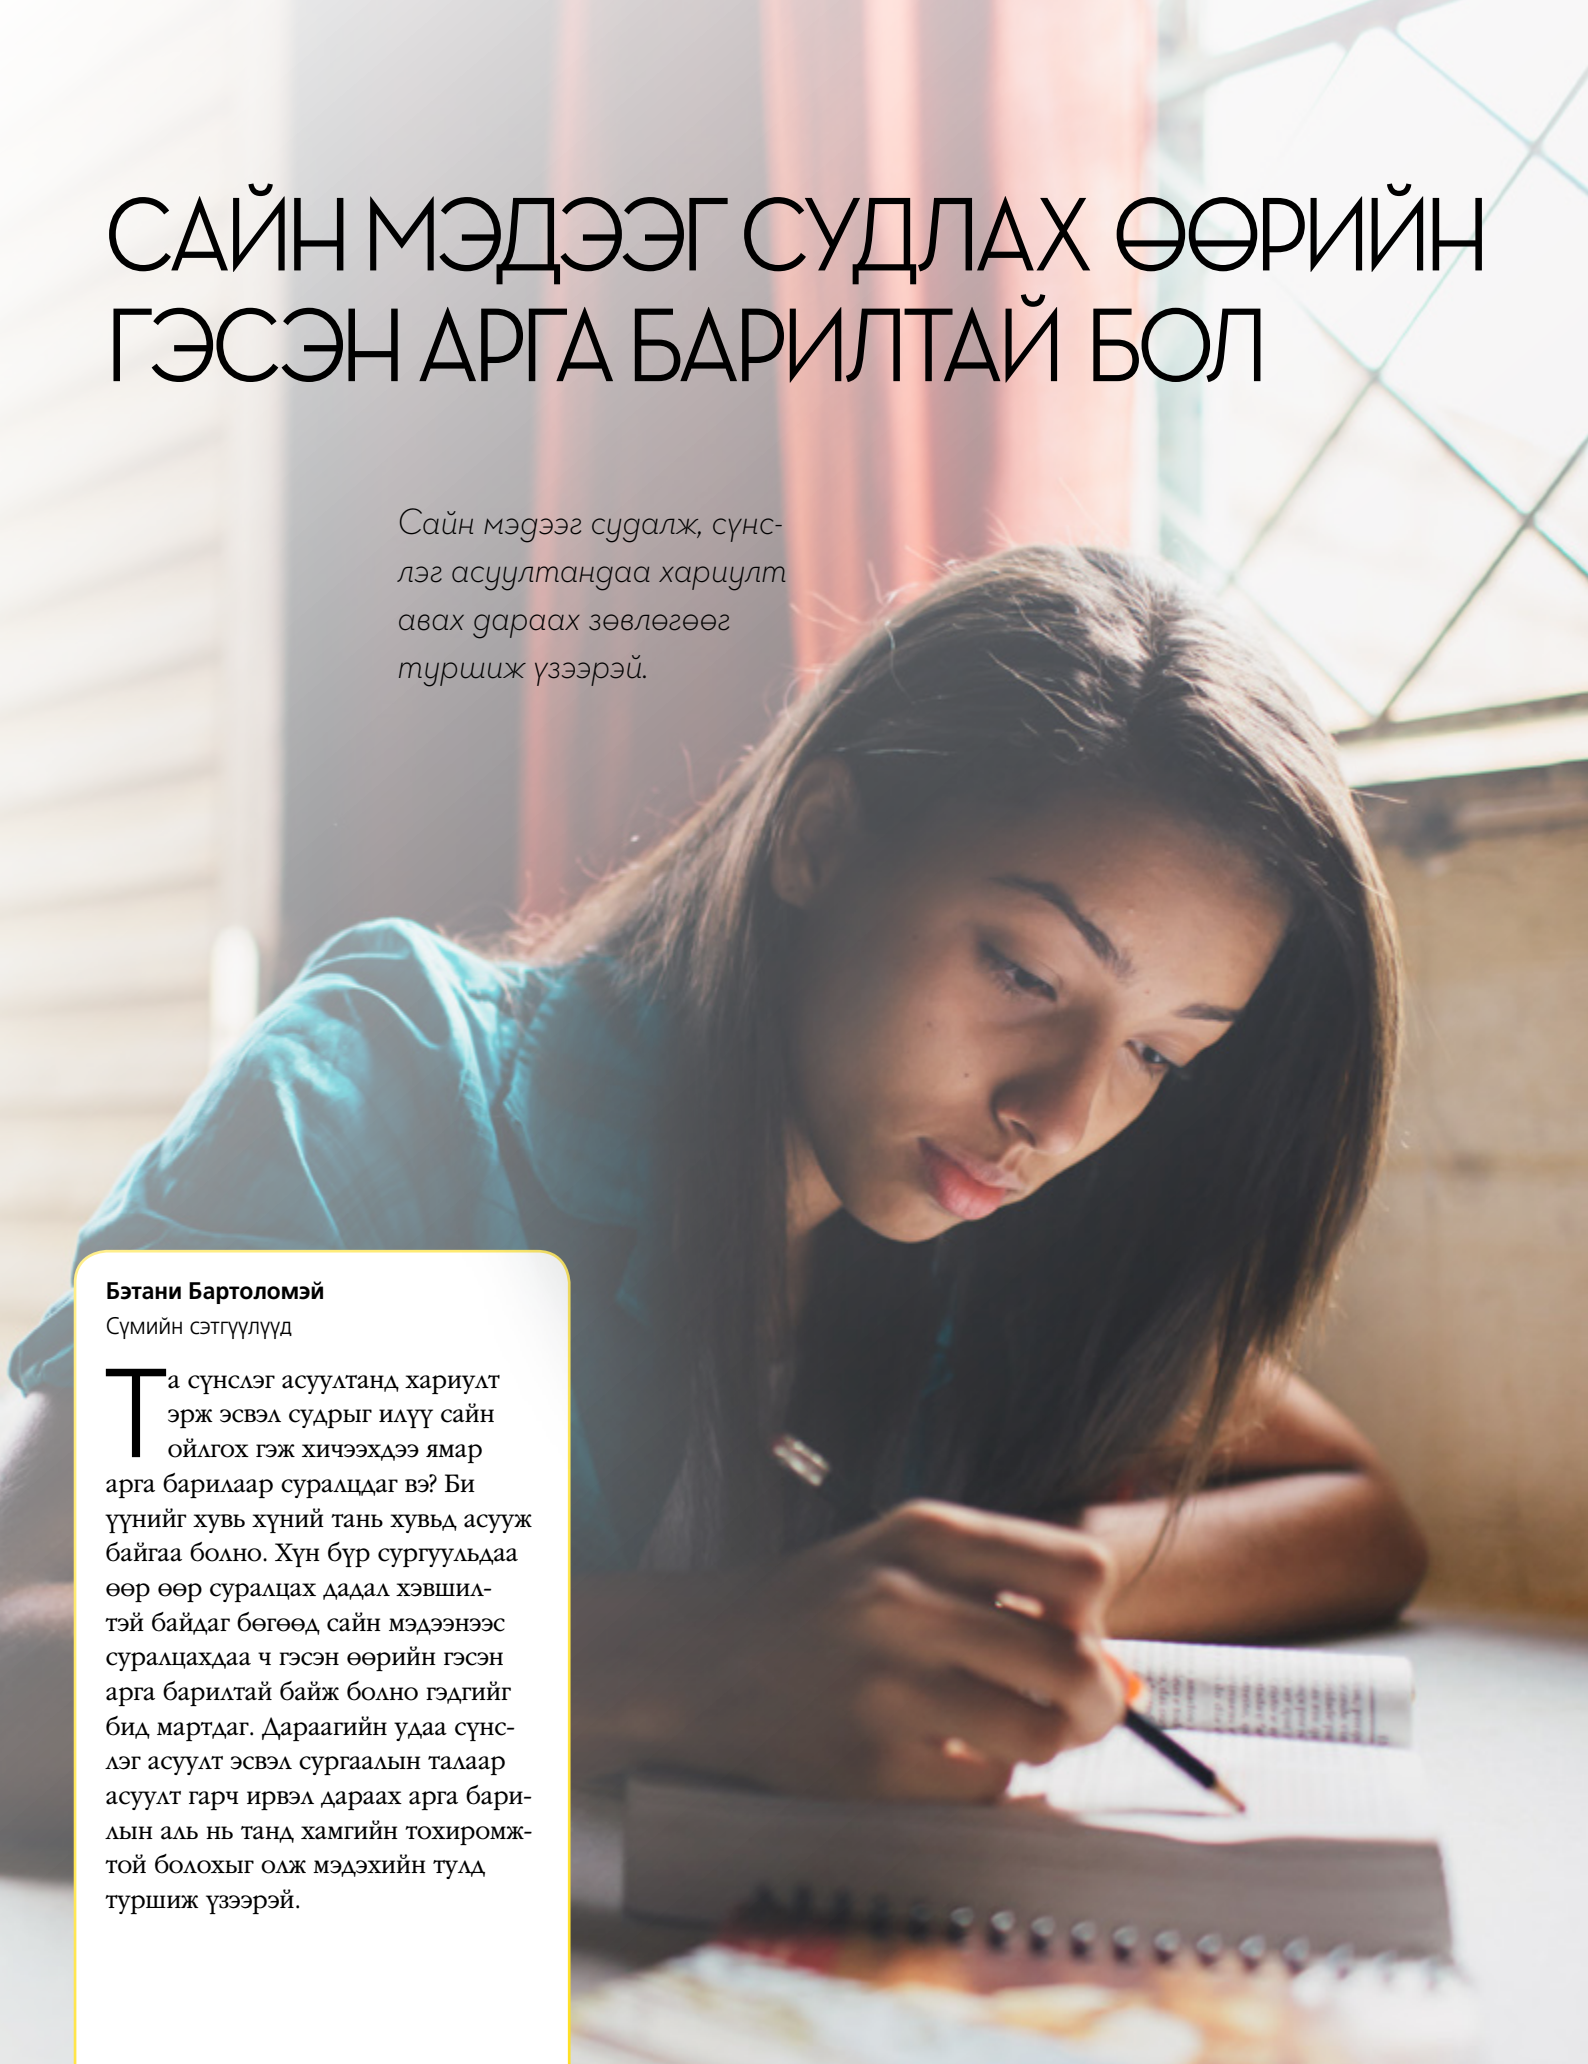 САЙН МЭДЭЭГ СУДЛАХ ӨӨРИЙН
ГЭСЭН АРГА БАРИЛТАЙ БОЛ
Сайн мэдээг судалж, сүнс-
лэг асуултандаа хариулт
авах дараах зөвлөгөөг
туршиж үзээрэй.
Бэтани Бартоломэй
Сүмийн сэтгүүлүүд
Та сүнслэг асуултанд хариулт
эрж эсвэл судрыг илүү сайн
ойлгох гэж хичээхдээ ямар
арга барилаар суралцдаг вэ? Би
үүнийг хувь хүний тань хувьд асууж
байгаа болно. Хүн бүр сургуульдаа
өөр өөр суралцах дадал хэвшил-
тэй байдаг бөгөөд сайн мэдээнээс
суралцахдаа ч гэсэн өөрийн гэсэн
арга барилтай байж болно гэдгийг
бид мартдаг. Дараагийн удаа сүнс-
лэг асуулт эсвэл сургаалын талаар
асуулт гарч ирвэл дараах арга бари-
лын аль нь танд хамгийн тохиромж-
той болохыг олж мэдэхийн тулд
туршиж үзээрэй.